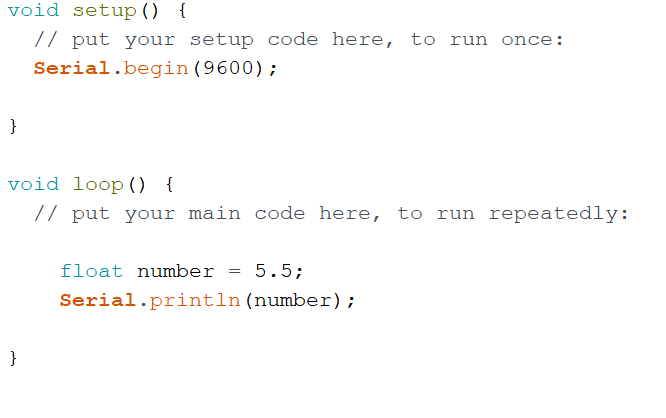 void setup() {
  // put your setup code here, to run once:
  Serial.begin(9600);

}

void loop() {
  // put your main code here, to run repeatedly:

    float number = 5.5;
    Serial.println(number);

}